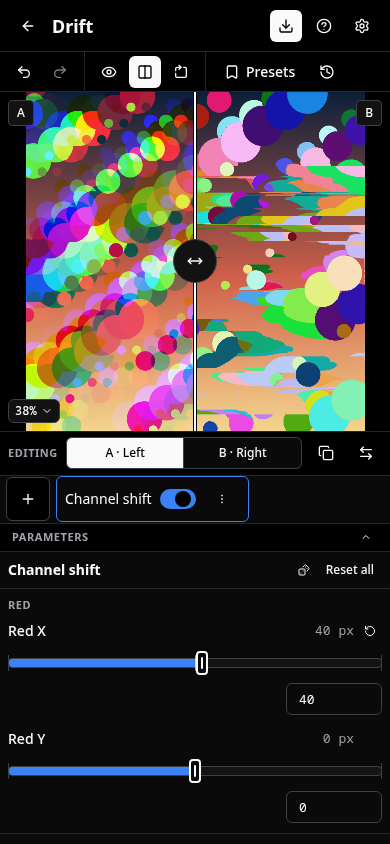 Drift
Presets
A
B
38%
EDITING
A · Left
B · Right
Channel shift
PARAMETERS
Channel shift
Reset all
RED
Red X
40 px
40
Red Y
0 px
0